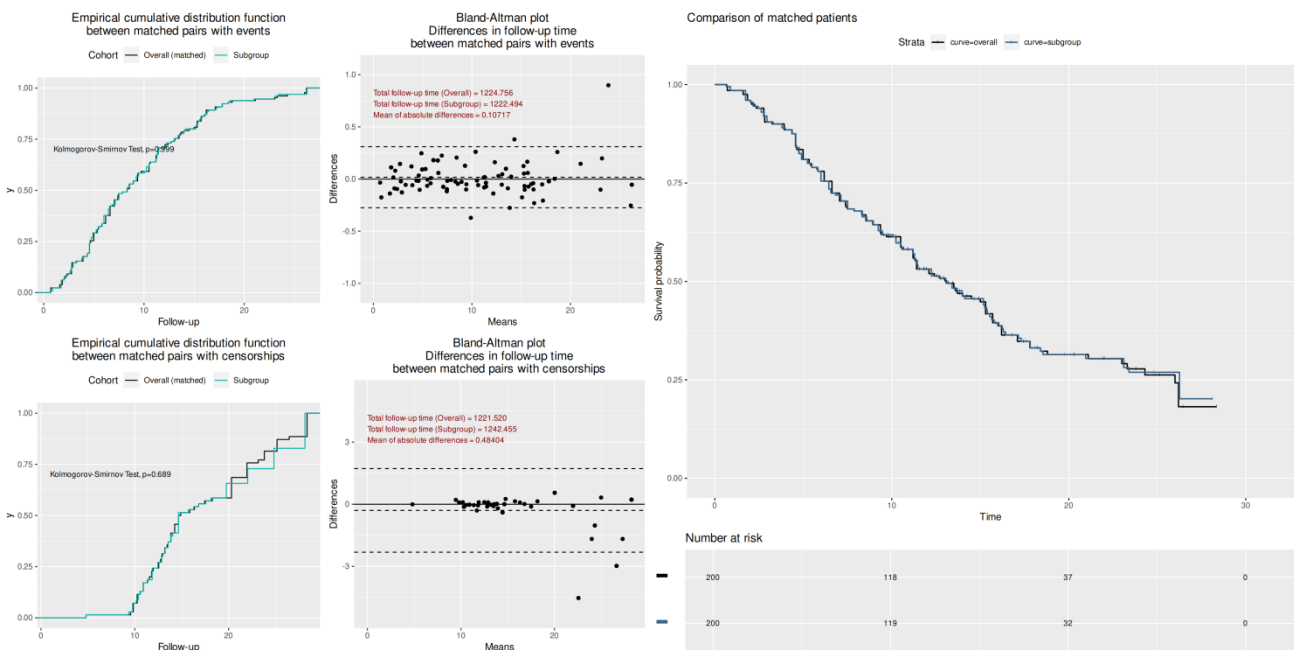 Empirical cumulative distribution function
between matched pairs with events
Cohort Overall (matched) Subgroup
1.00
0.75
0.50
0.25
0.00
y
Kolmogorov-Smirnov Test, p=0.999
0 10 20
Follow-up
Bland-Altman plot
Differences in follow-up time
between matched pairs with events
1.0
0.5
0.0
-0.5
-1.0
Differences
Total follow-up time (Overall) = 1224.756
Total follow-up time (Subgroup) = 1222.494
Mean of absolute differences = 0.10717
0 10 20
Means
Empirical cumulative distribution function
between matched pairs with censorships
Cohort Overall (matched) Subgroup
1.00
0.75
0.50
0.25
0.00
y
Kolmogorov-Smirnov Test, p=0.689
0 10 20
Follow-up
Bland-Altman plot
Differences in follow-up time
between matched pairs with censorships
3
0
-3
Differences
Total follow-up time (Overall) = 1221.520
Total follow-up time (Subgroup) = 1242.455
Mean of absolute differences = 0.48404
0 10 20
Means
Comparison of matched patients
Strata curve=overall curve=subgroup
1.00
0.75
0.50
0.25
0.00
Survival probability
0 10 20 30
Time
Number at risk
200 118 37 0
200 119 32 0